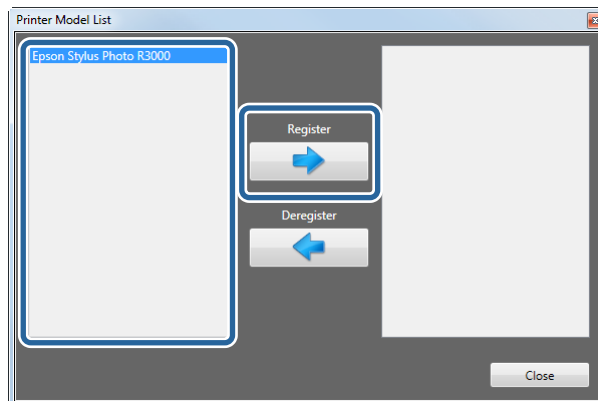 Printer Model List
Epson Stylus Photo R3000
Register
Deregister
Close